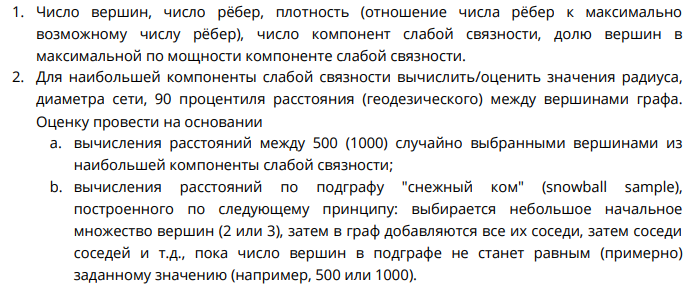 1. Число вершин, число рёбер, плотность (отношение числа рёбер к максимально
возможному числу рёбер), число компонент слабой связности, долю вершин в
максимальной по мощности компоненте слабой связности.
2. Для наибольшей компоненты слабой связности вычислить/оценить значения радиуса,
диаметра сети, 90 процентиля расстояния (геодезического) между вершинами графа.
Оценку провести на основании
a. вычисления расстояний между 500 (1000) случайно выбранными вершинами из
наибольшей компоненты слабой связности;
b. вычисления расстояний по подграфу "снежный ком" (snowball sample),
построенного по следующему принципу: выбирается небольшое начальное
множество вершин (2 или 3), затем в граф добавляются все их соседи, затем соседи
соседей и т.д., пока число вершин в подграфе не станет равным (примерно)
заданному значению (например, 500 или 1000).